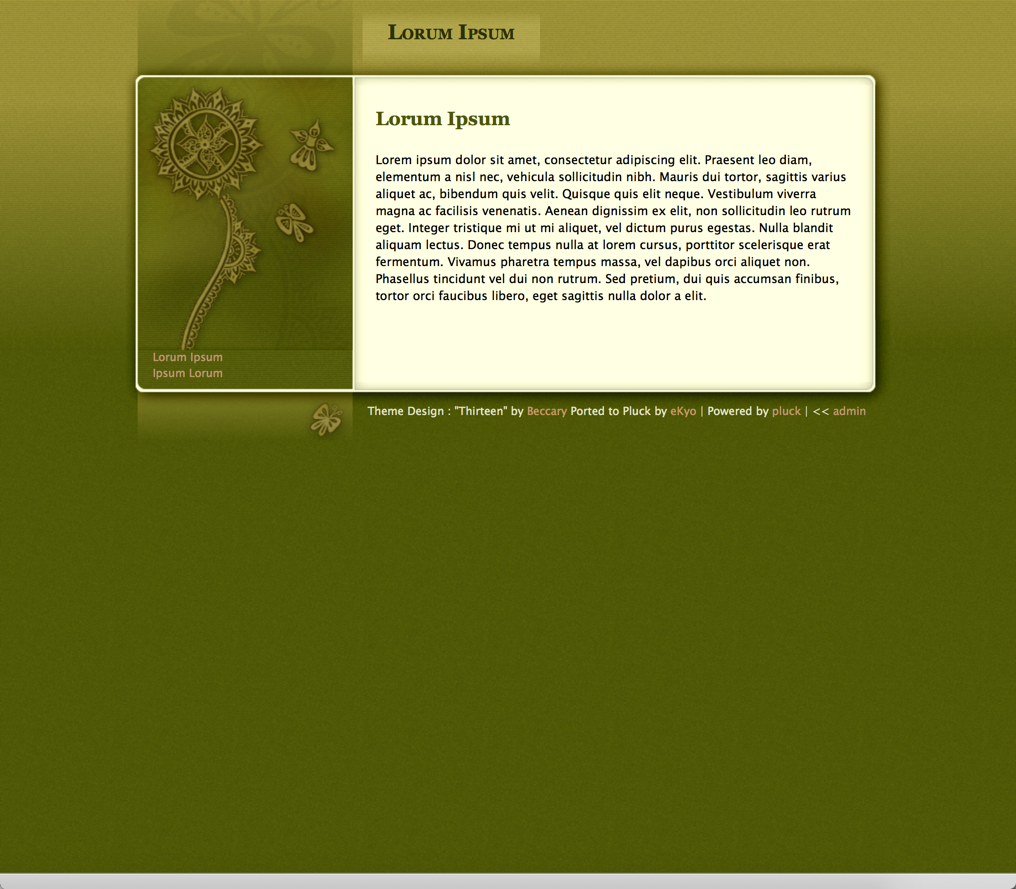 Lorum Ipsum
Lorum Ipsum
Lorem ipsum dolor sit amet, consectetur adipiscing elit. Praesent leo diam,
elementum a nisl nec, vehicula sollicitudin nibh. Mauris dui tortor, sagittis varius
aliquet ac, bibendum quis velit. Quisque quis elit neque. Vestibulum viverra
magna ac facilisis venenatis. Aenean dignissim ex elit, non sollicitudin leo rutrum
eget. Integer tristique mi ut mi aliquet, vel dictum purus egestas. Nulla blandit
aliquam lectus. Donec tempus nulla at lorem cursus, porttitor scelerisque erat
fermentum. Vivamus pharetra tempus massa, vel dapibus orci aliquet non.
Phasellus tincidunt vel dui non rutrum. Sed pretium, dui quis accumsan finibus,
tortor orci faucibus libero, eget sagittis nulla dolor a elit.
Lorum Ipsum
Ipsum Lorum
Theme Design : "Thirteen" by Beccary Ported to Pluck by eKyo | Powered by pluck | << admin